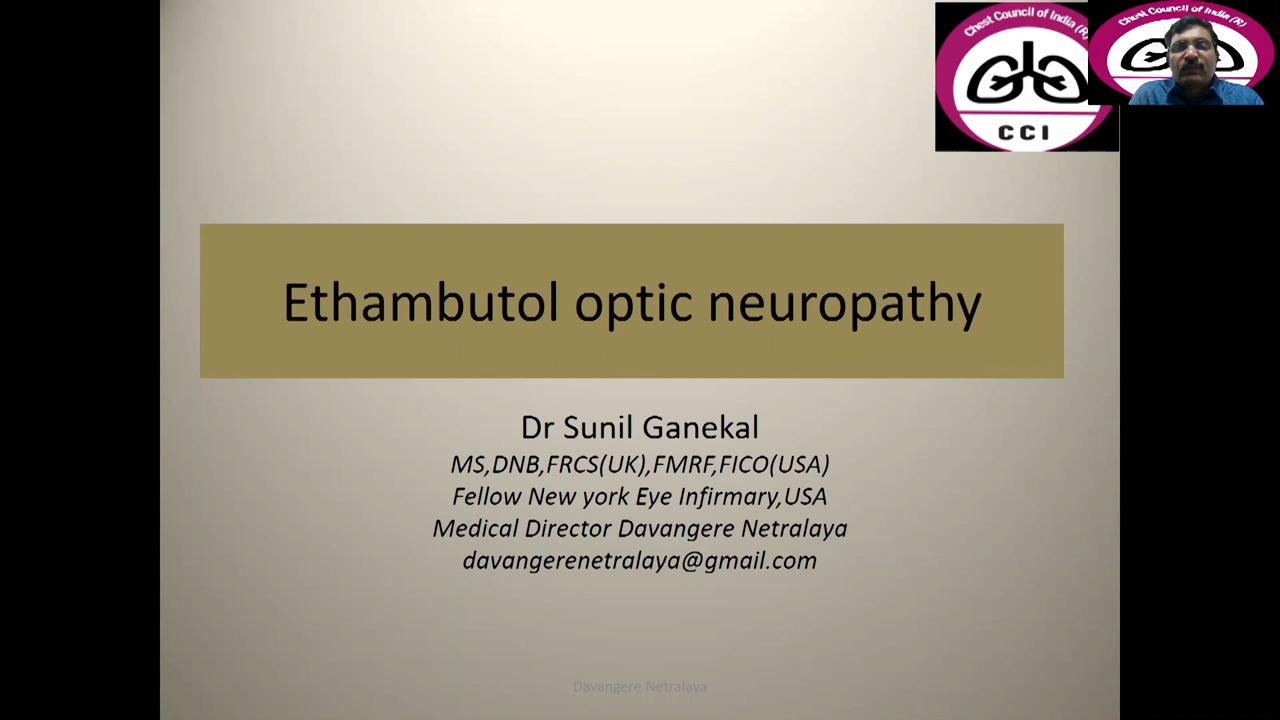 Chest Council of India (R)
CCI
Chest Council of India (R)
Ethambutol optic neuropathy
Dr Sunil Ganekal
MS,DNB,FRCS(UK),FMRF,FICO(USA)
Fellow New york Eye Infirmary,USA
Medical Director Davangere Netralaya
davangerenetralaya@gmail.com
Davangere Netralaya